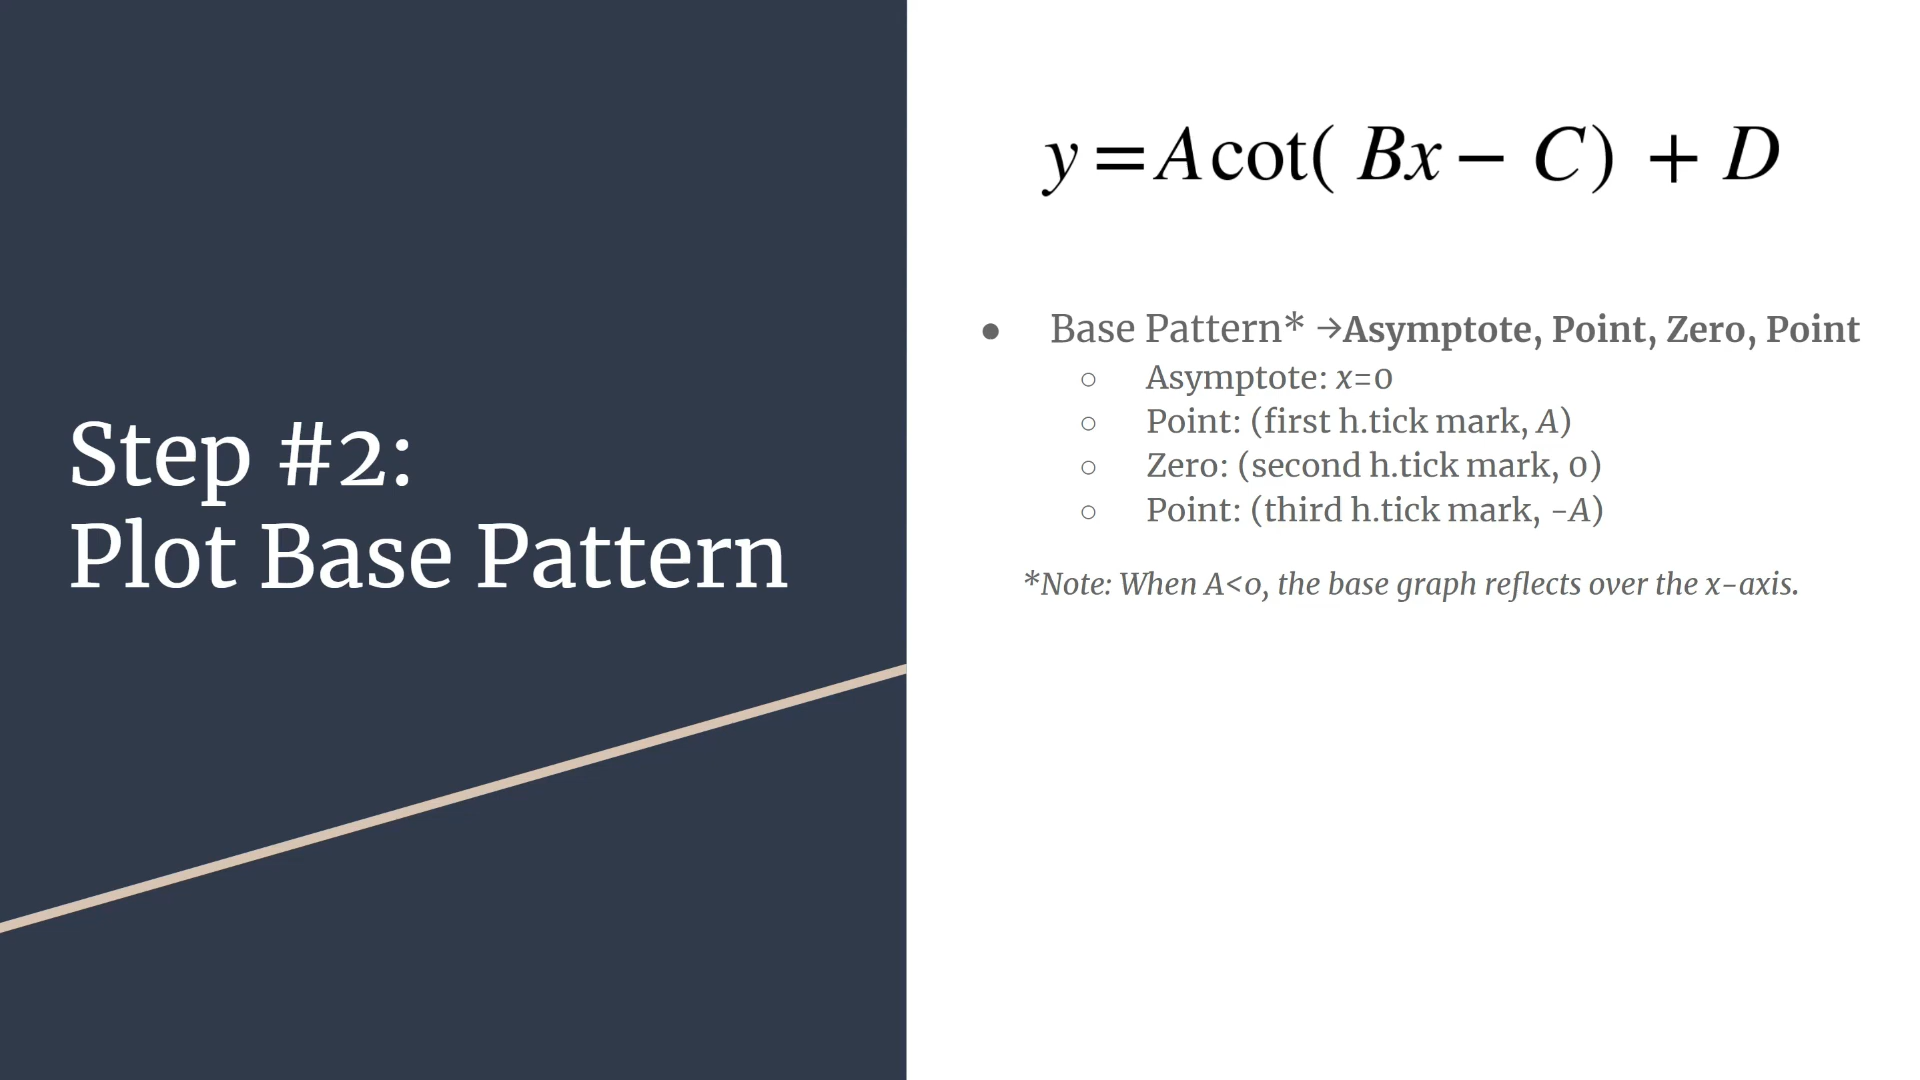 Step #2:
Plot Base Pattern
y = A cot( Bx − C) + D
● Base Pattern* →Asymptote, Point, Zero, Point
○ Asymptote: x=0
○ Point: (first h.tick mark, A)
○ Zero: (second h.tick mark, 0)
○ Point: (third h.tick mark, -A)
*Note: When A<0, the base graph reflects over the x-axis.